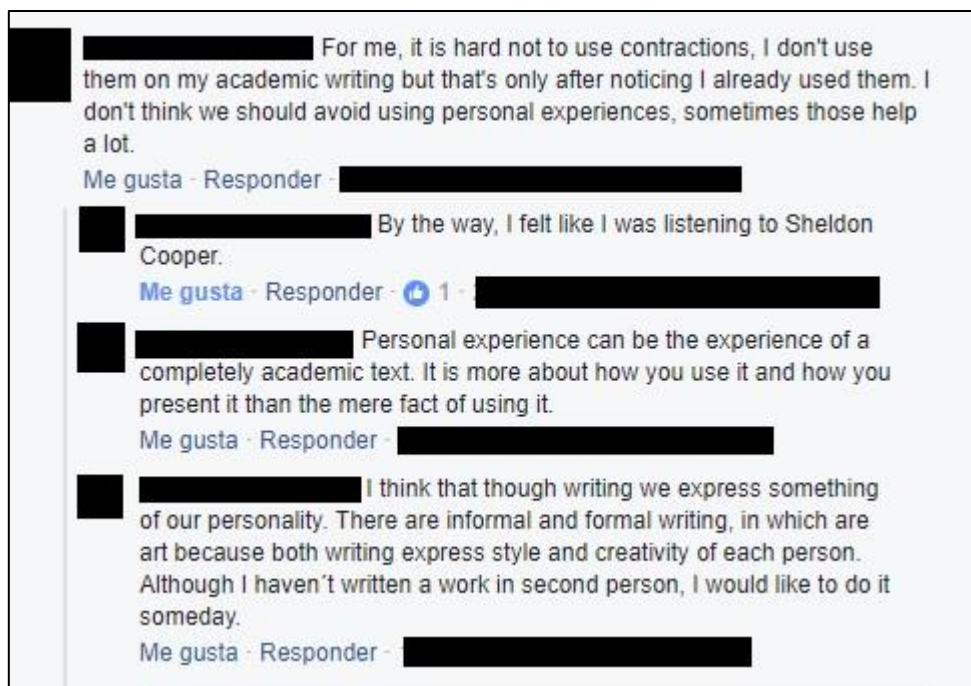 For me, it is hard not to use contractions, I don't use
them on my academic writing but that's only after noticing I already used them. I
don't think we should avoid using personal experiences, sometimes those help
a lot.
Me gusta · Responder ·
By the way, I felt like I was listening to Sheldon
Cooper.
Me gusta · Responder · 1 ·
Personal experience can be the experience of a
completely academic text. It is more about how you use it and how you
present it than the mere fact of using it.
Me gusta · Responder ·
I think that though writing we express something
of our personality. There are informal and formal writing, in which are
art because both writing express style and creativity of each person.
Although I haven´t written a work in second person, I would like to do it
someday.
Me gusta · Responder ·